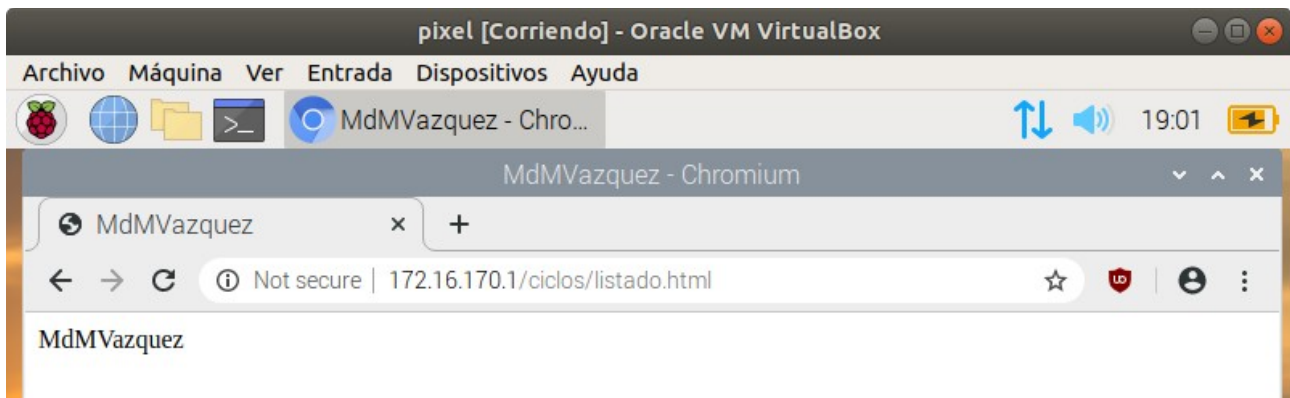 pixel [Corriendo] - Oracle VM VirtualBox
Archivo Máquina Ver Entrada Dispositivos Ayuda
>_ MdMVazquez - Chro... 19:01
MdMVazquez - Chromium
MdMVazquez
Not secure | 172.16.170.1/ciclos/listado.html
MdMVazquez